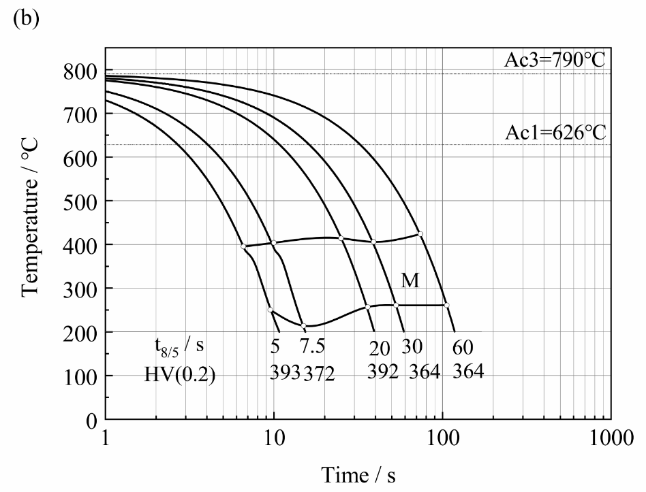 (b)
800
700
600
500
400
300
200
100
0
Temperature / °C
Ac3=790°C
Ac1=626°C
M
t8/5 / s 5 7.5 20 30 60
HV(0.2) 393 372 392 364 364
1 10 100 1000
Time / s